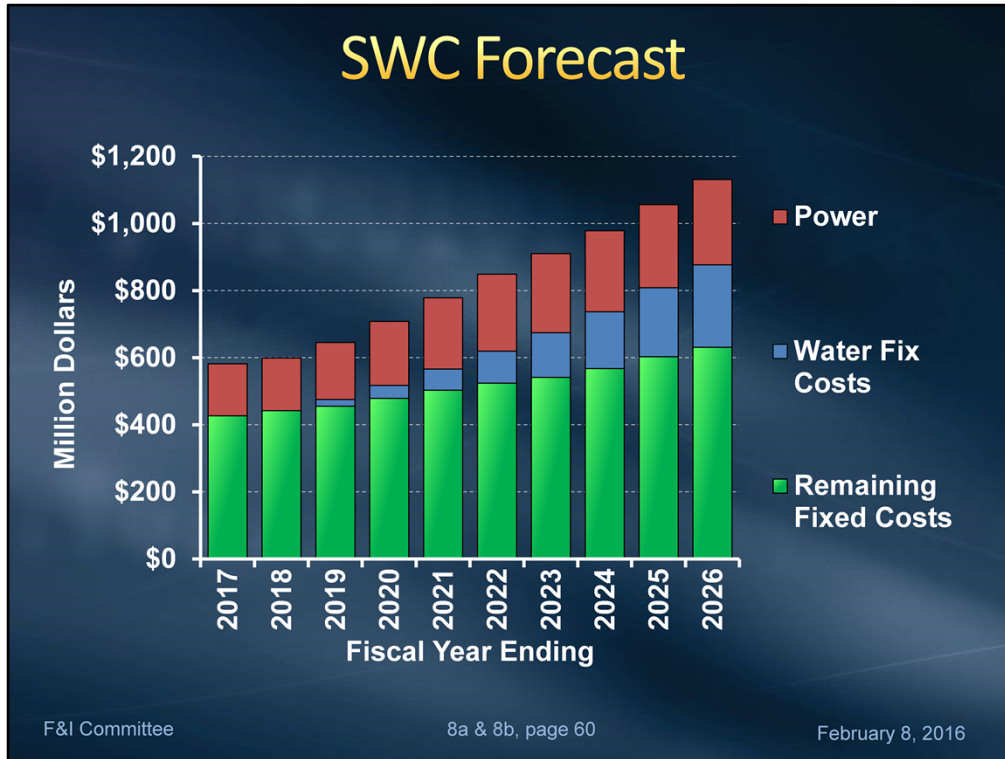 SWC Forecast
$1,200
$1,000
$800
$600
$400
$200
$0
Million Dollars
2017
2018
2019
2020
2021
2022
2023
2024
2025
2026
Fiscal Year Ending
Power
Water Fix
Costs
Remaining
Fixed Costs
F&I Committee
8a & 8b, page 60
February 8, 2016